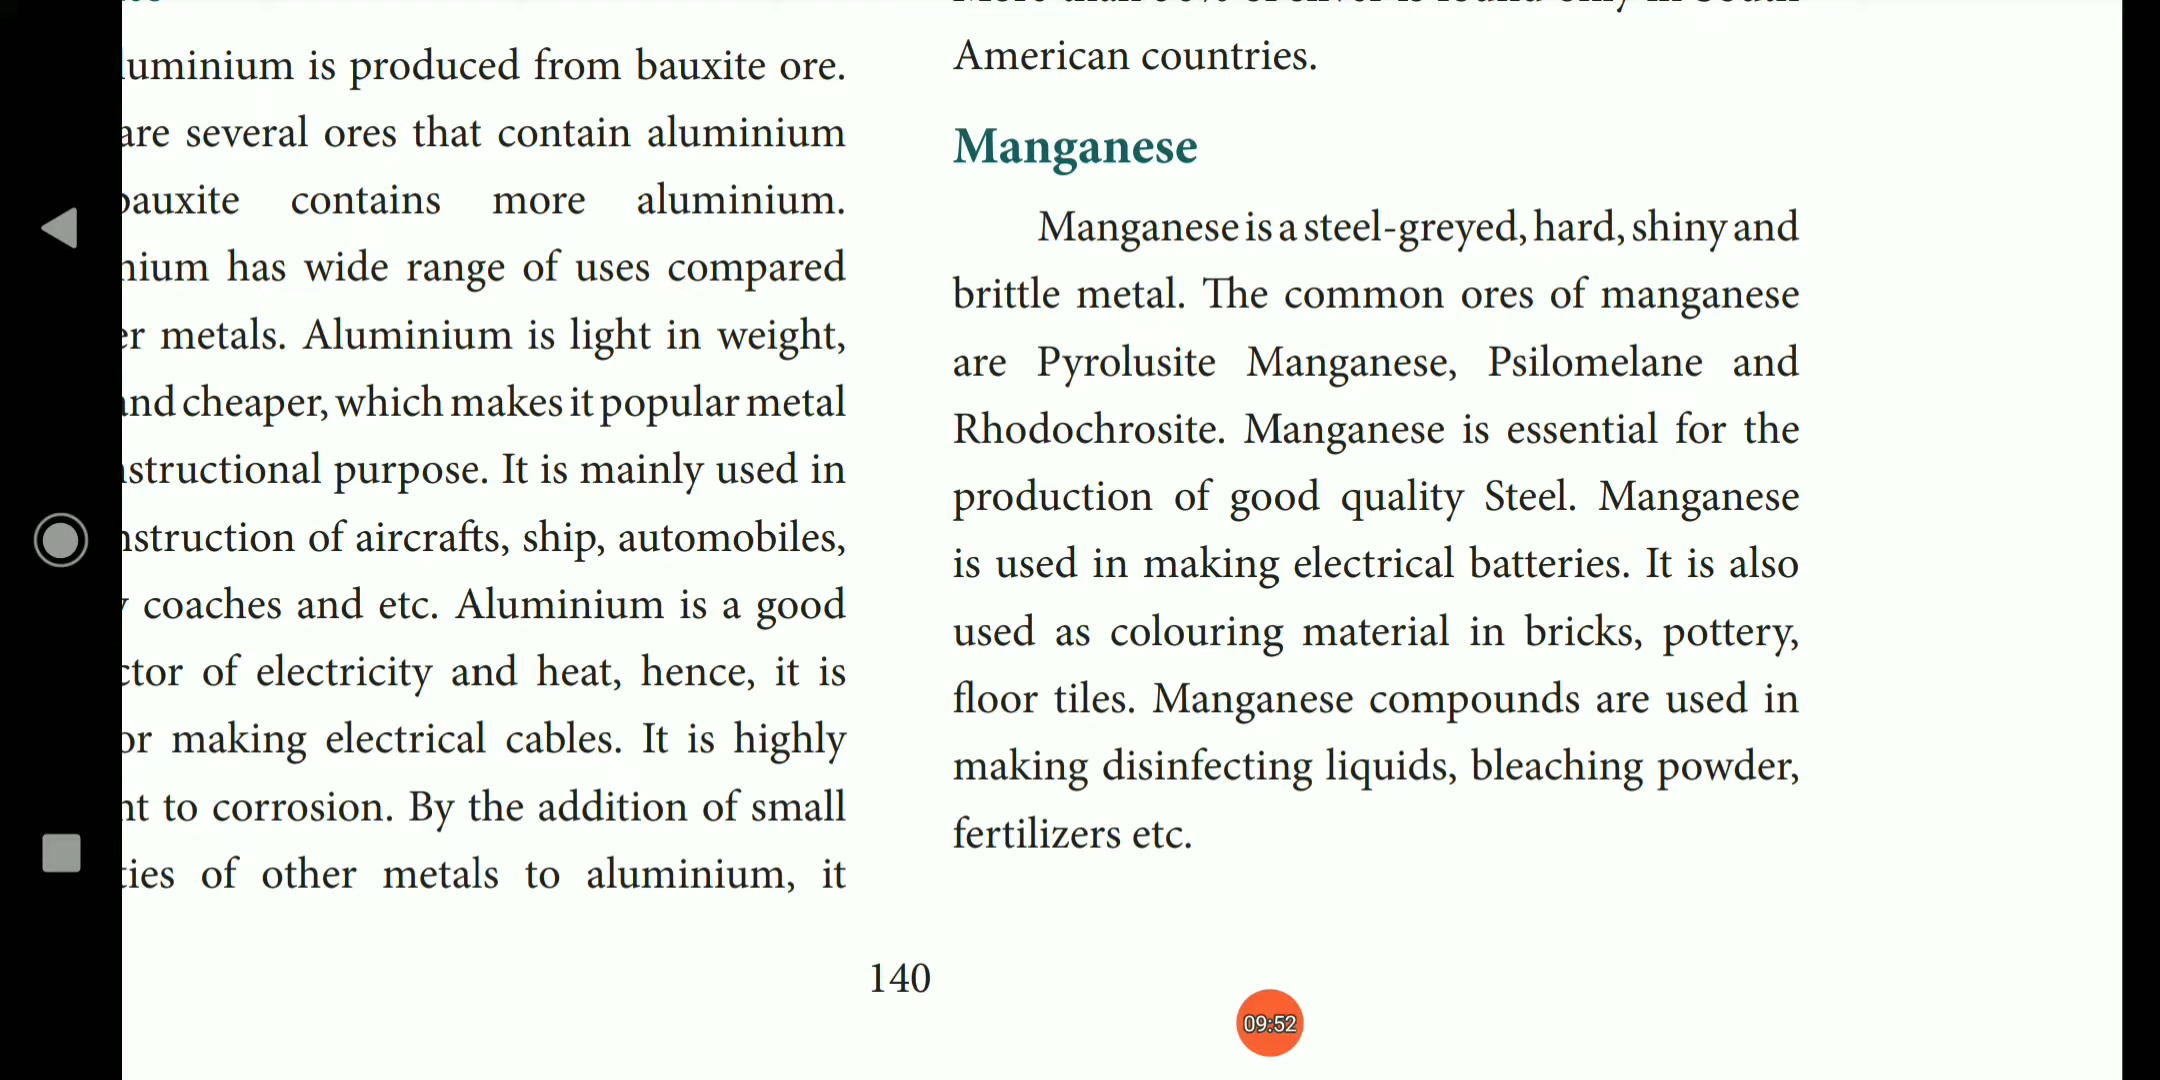 uminium is produced from bauxite ore.
are several ores that contain aluminium
bauxite contains more aluminium.
nium has wide range of uses compared
er metals. Aluminium is light in weight,
and cheaper, which makes it popular metal
structional purpose. It is mainly used in
nstruction of aircrafts, ship, automobiles,
coaches and etc. Aluminium is a good
ctor of electricity and heat, hence, it is
or making electrical cables. It is highly
nt to corrosion. By the addition of small
ties of other metals to aluminium, it
American countries.
Manganese
Manganese is a steel-greyed, hard, shiny and
brittle metal. The common ores of manganese
are Pyrolusite Manganese, Psilomelane and
Rhodochrosite. Manganese is essential for the
production of good quality Steel. Manganese
is used in making electrical batteries. It is also
used as colouring material in bricks, pottery,
floor tiles. Manganese compounds are used in
making disinfecting liquids, bleaching powder,
fertilizers etc.
140
09:52